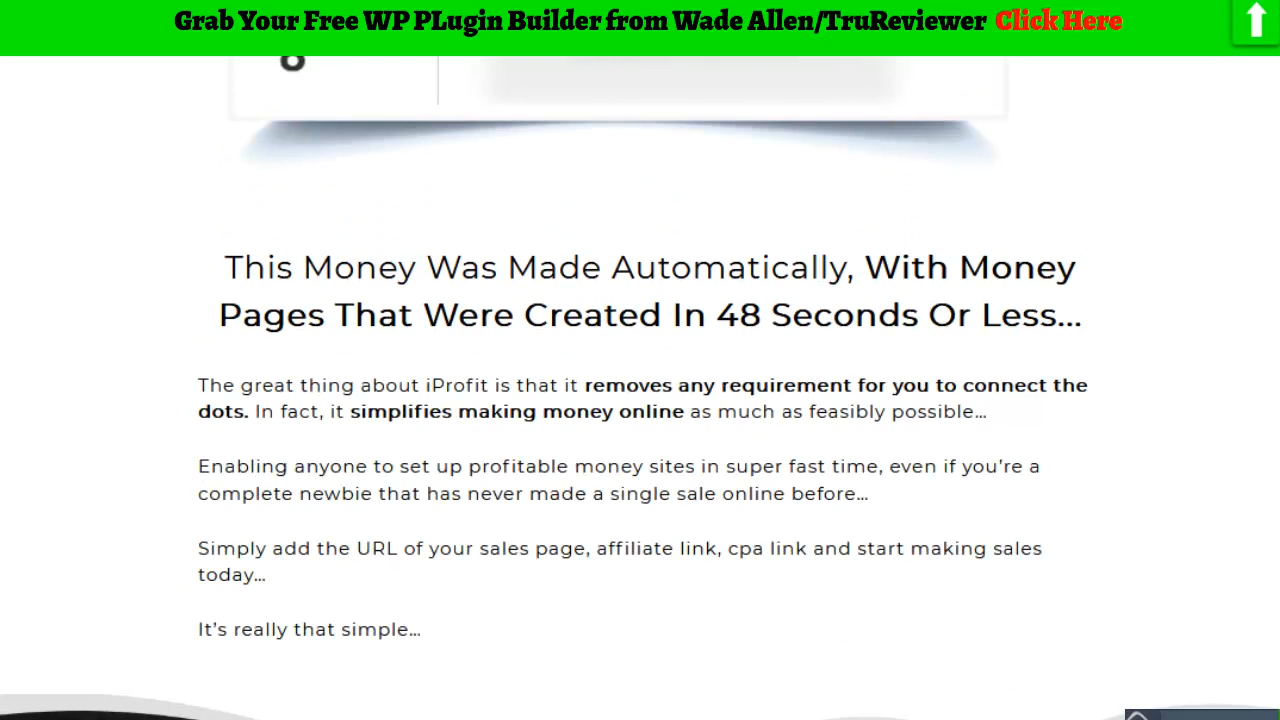 Grab Your Free WP PLugin Builder from Wade Allen/TruReviewer Click Here
This Money Was Made Automatically, With Money
Pages That Were Created In 48 Seconds Or Less...
The great thing about iProfit is that it removes any requirement for you to connect the
dots. In fact, it simplifies making money online as much as feasibly possible...
Enabling anyone to set up profitable money sites in super fast time, even if you're a
complete newbie that has never made a single sale online before...
Simply add the URL of your sales page, affiliate link, cpa link and start making sales
today...
It's really that simple...